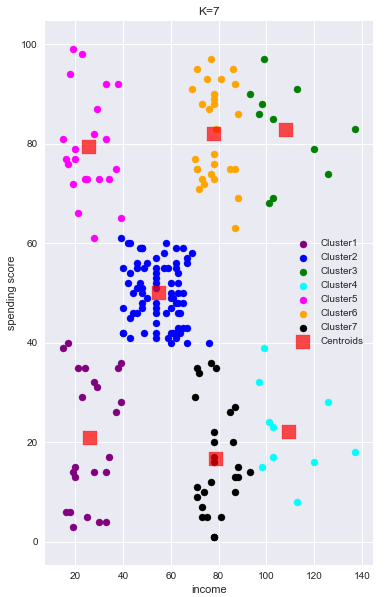 K=7
100
80
60
40
20
0
spending score
20
40
60
80
100
120
140
income
Cluster1
Cluster2
Cluster3
Cluster4
Cluster5
Cluster6
Cluster7
Centroids